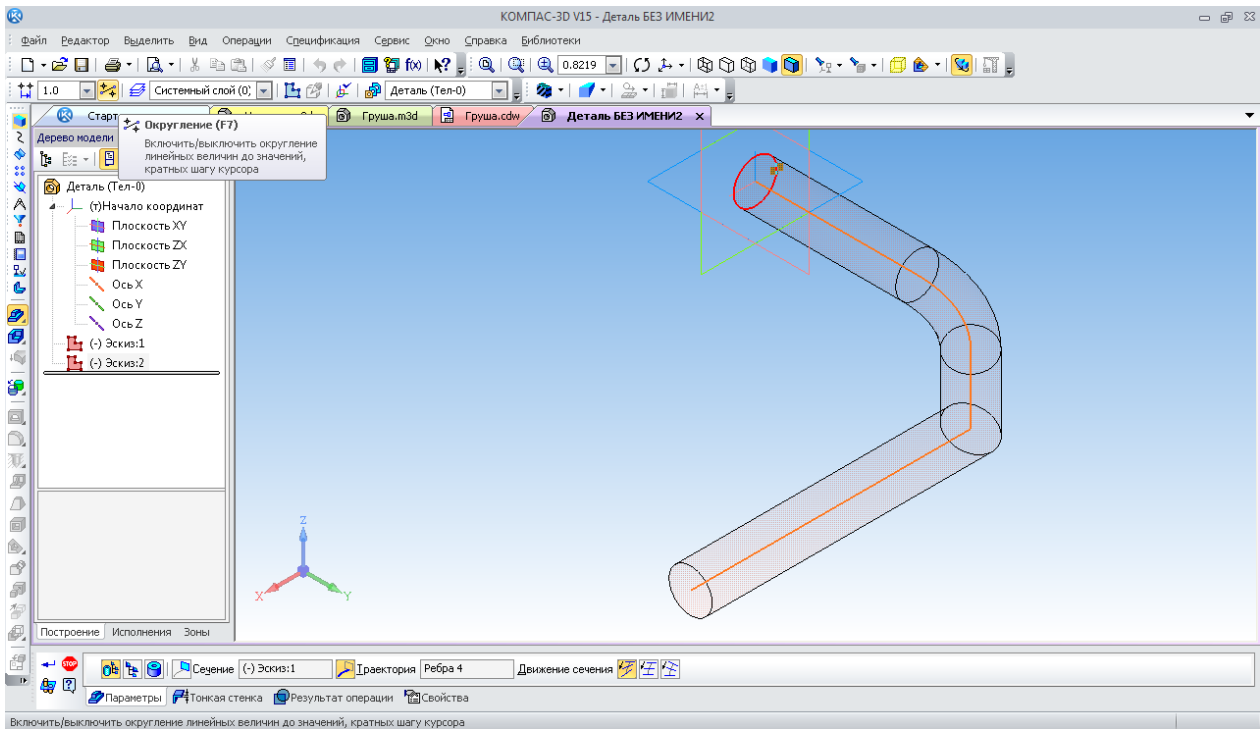 КОМПАС-3D V15 - Деталь БЕЗ ИМЕНИ2
Файл Редактор Выделить Вид Операции Спецификация Сервис Окно Справка Библиотеки
0.8219
1.0 Системный слой (0) Деталь (Тел-0)
Старт Груша.m3d Груша.cdw Деталь БЕЗ ИМЕНИ2
Дерево модели
Округление (F7)
Включить/выключить округление
линейных величин до значений,
кратных шагу курсора
Деталь (Тел-0)
(т)Начало координат
Плоскость XY
Плоскость ZX
Плоскость ZY
Ось X
Ось Y
Ось Z
(-) Эскиз:1
(-) Эскиз:2
Z
X
Y
Построение Исполнения Зоны
STOP
Сечение (-) Эскиз:1 Траектория Ребра 4 Движение сечения
Параметры Тонкая стенка Результат операции Свойства
Включить/выключить округление линейных величин до значений, кратных шагу курсора